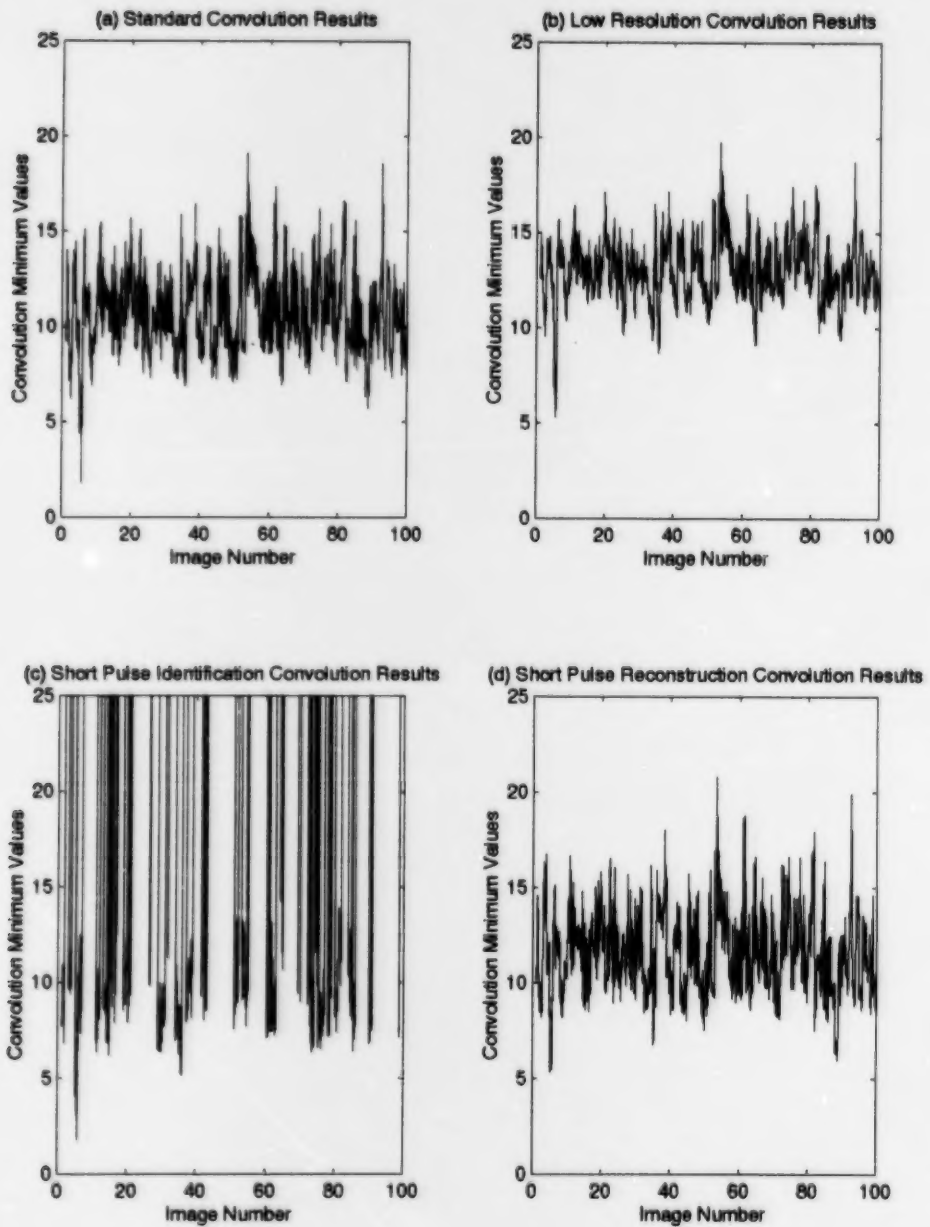 (a) Standard Convolution Results
25
20
15
10
5
0
Convolution Minimum Values
0 20 40 60 80 100
Image Number
(b) Low Resolution Convolution Results
25
20
15
10
5
0
Convolution Minimum Values
0 20 40 60 80 100
Image Number
(c) Short Pulse Identification Convolution Results
25
20
15
10
5
0
Convolution Minimum Values
0 20 40 60 80 100
Image Number
(d) Short Pulse Reconstruction Convolution Results
25
20
15
10
5
0
Convolution Minimum Values
0 20 40 60 80 100
Image Number